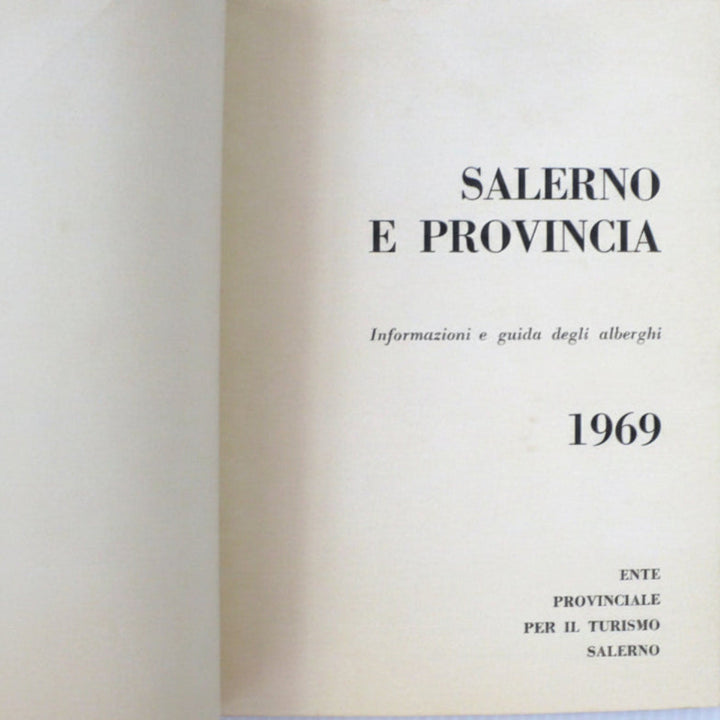 SALERNO
E PROVINCIA
Informazioni e guida degli alberghi
1969
ENTE
PROVINCIALE
PER IL TURISMO
SALERNO